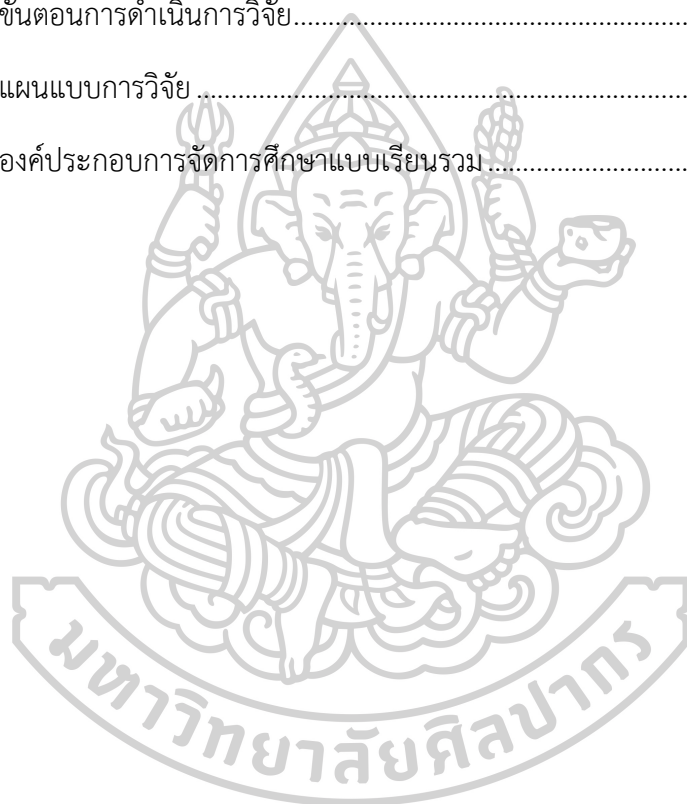 ขั้นตอนการดำเนินการวิจัย............................................................................
แผนแบบการวิจัย ............................................................................................
องค์ประกอบการจัดการศึกษาแบบเรียนรวม ....................................
มหาวิทยาลัยศิลปากร